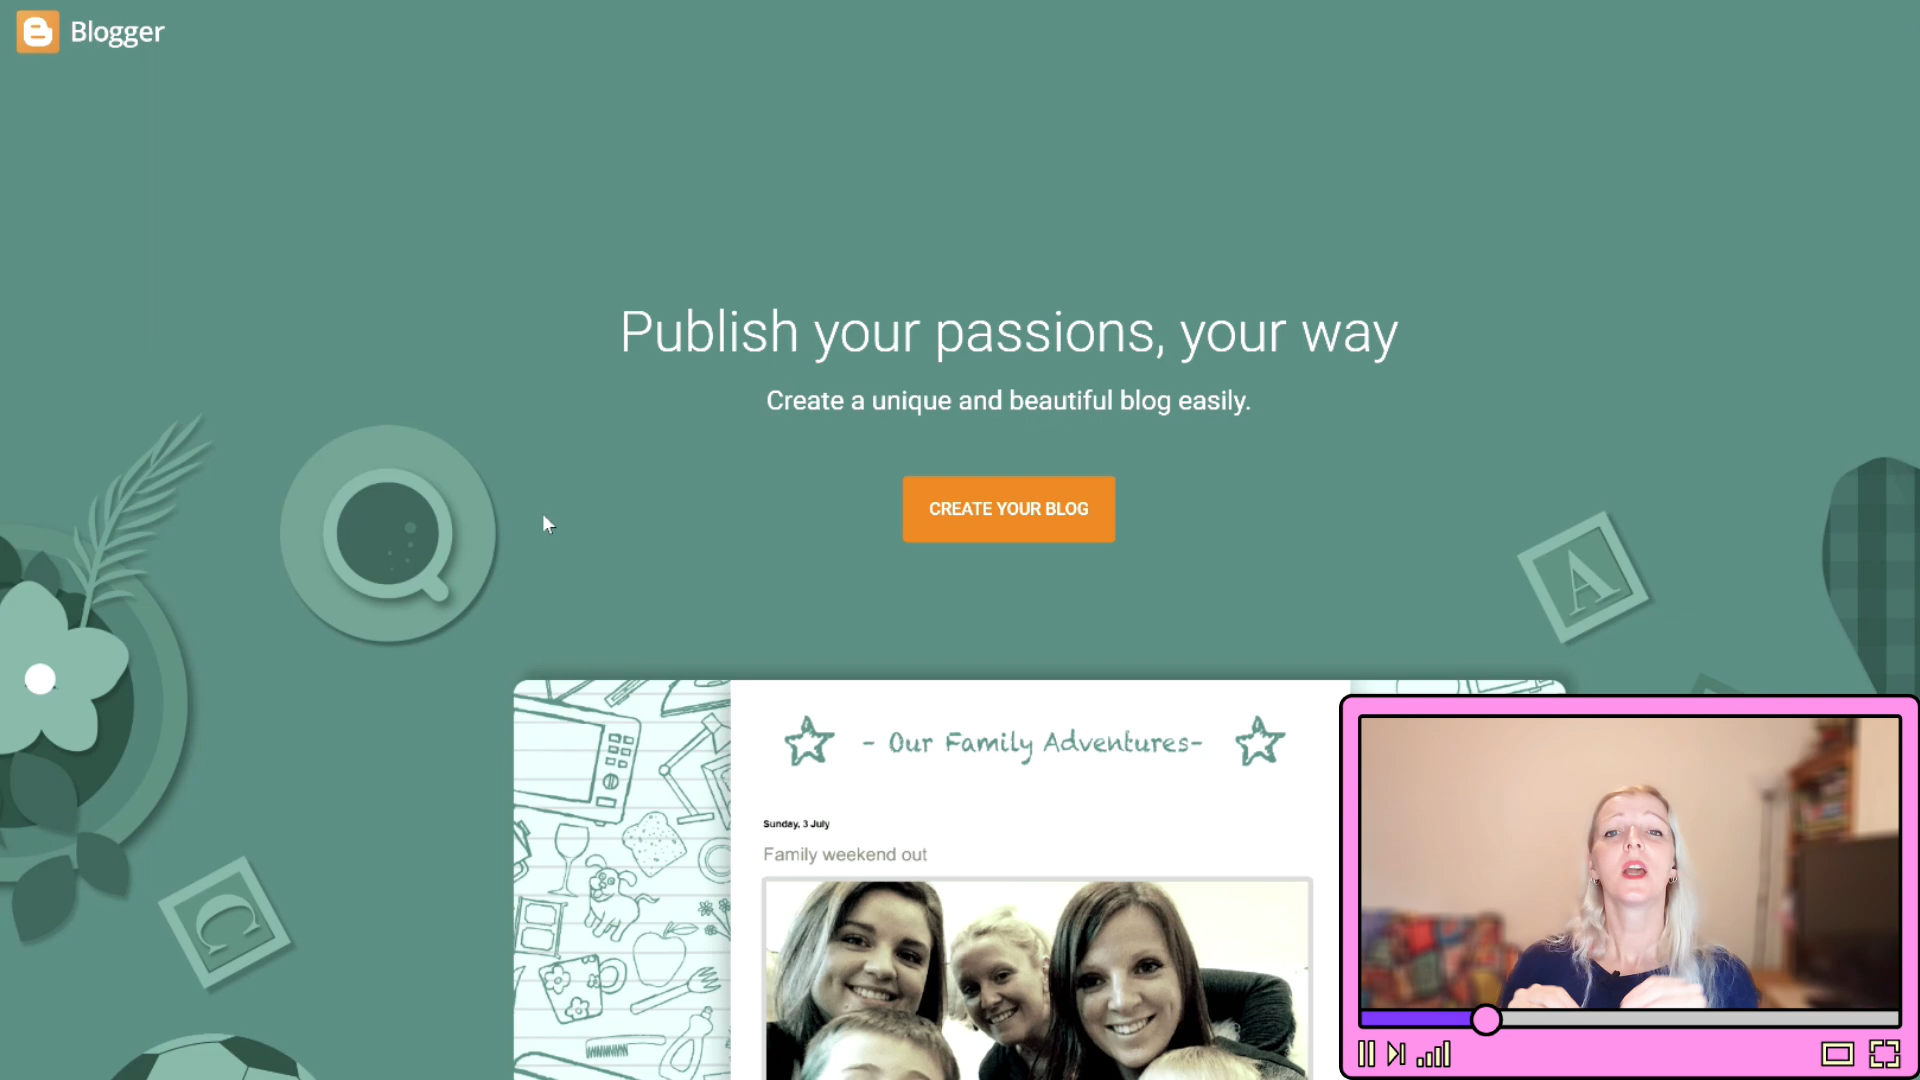 Blogger
Publish your passions, your way
Create a unique and beautiful blog easily.
CREATE YOUR BLOG
A
C
- Our Family Adventures-
Sunday, 3 July
Family weekend out